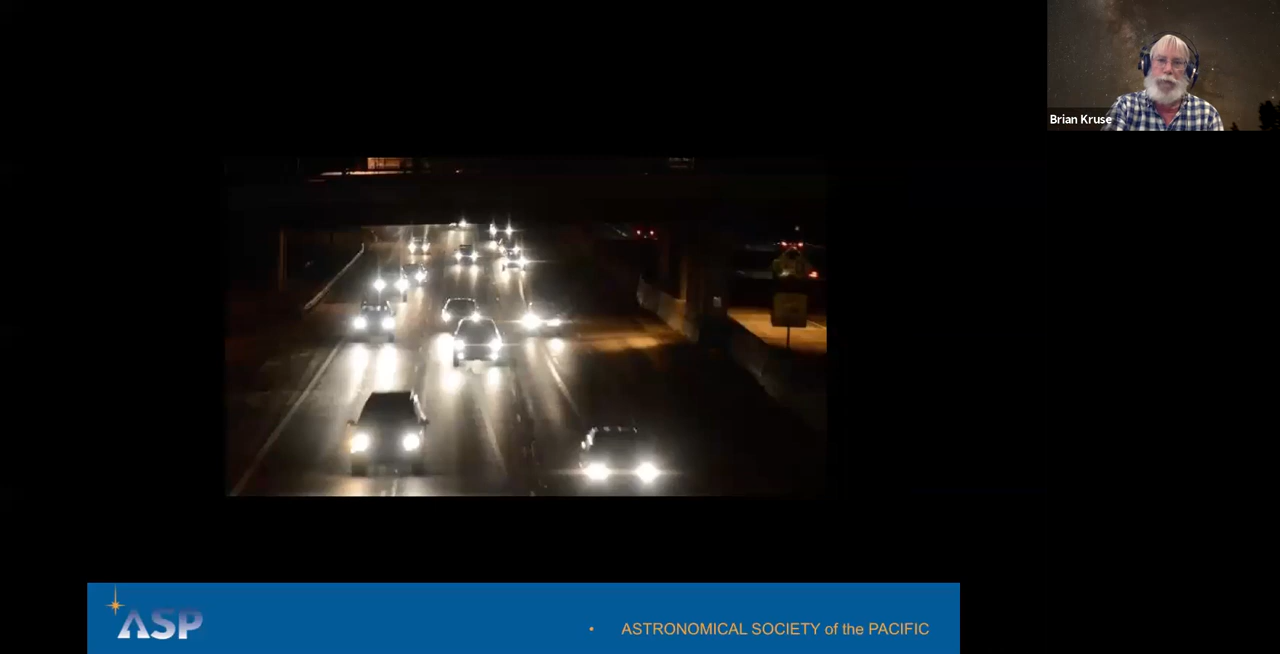 Brian Kruse
ASP
• ASTRONOMICAL SOCIETY of the PACIFIC